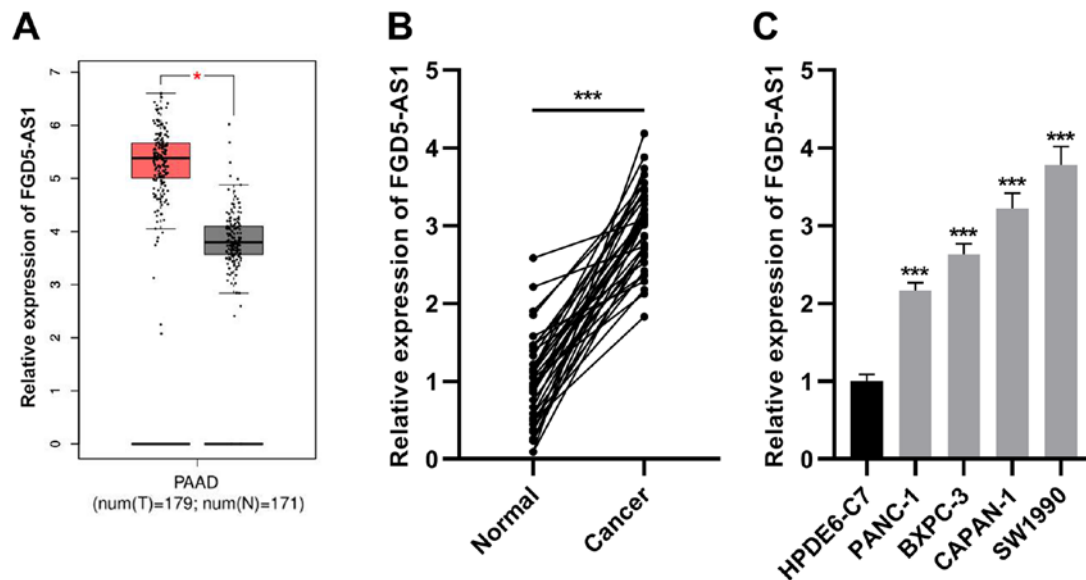 A
Relative expression of FGD5-AS1
7
6
5
4
3
2
1
0
*
PAAD
(num(T)=179; num(N)=171)
B
Relative expression of FGD5-AS1
5
4
3
2
1
0
***
Normal
Cancer
C
Relative expression of FGD5-AS1
5
4
3
2
1
0
***
***
***
***
HPDE6-C7
PANC-1
BXPC-3
CAPAN-1
SW1990